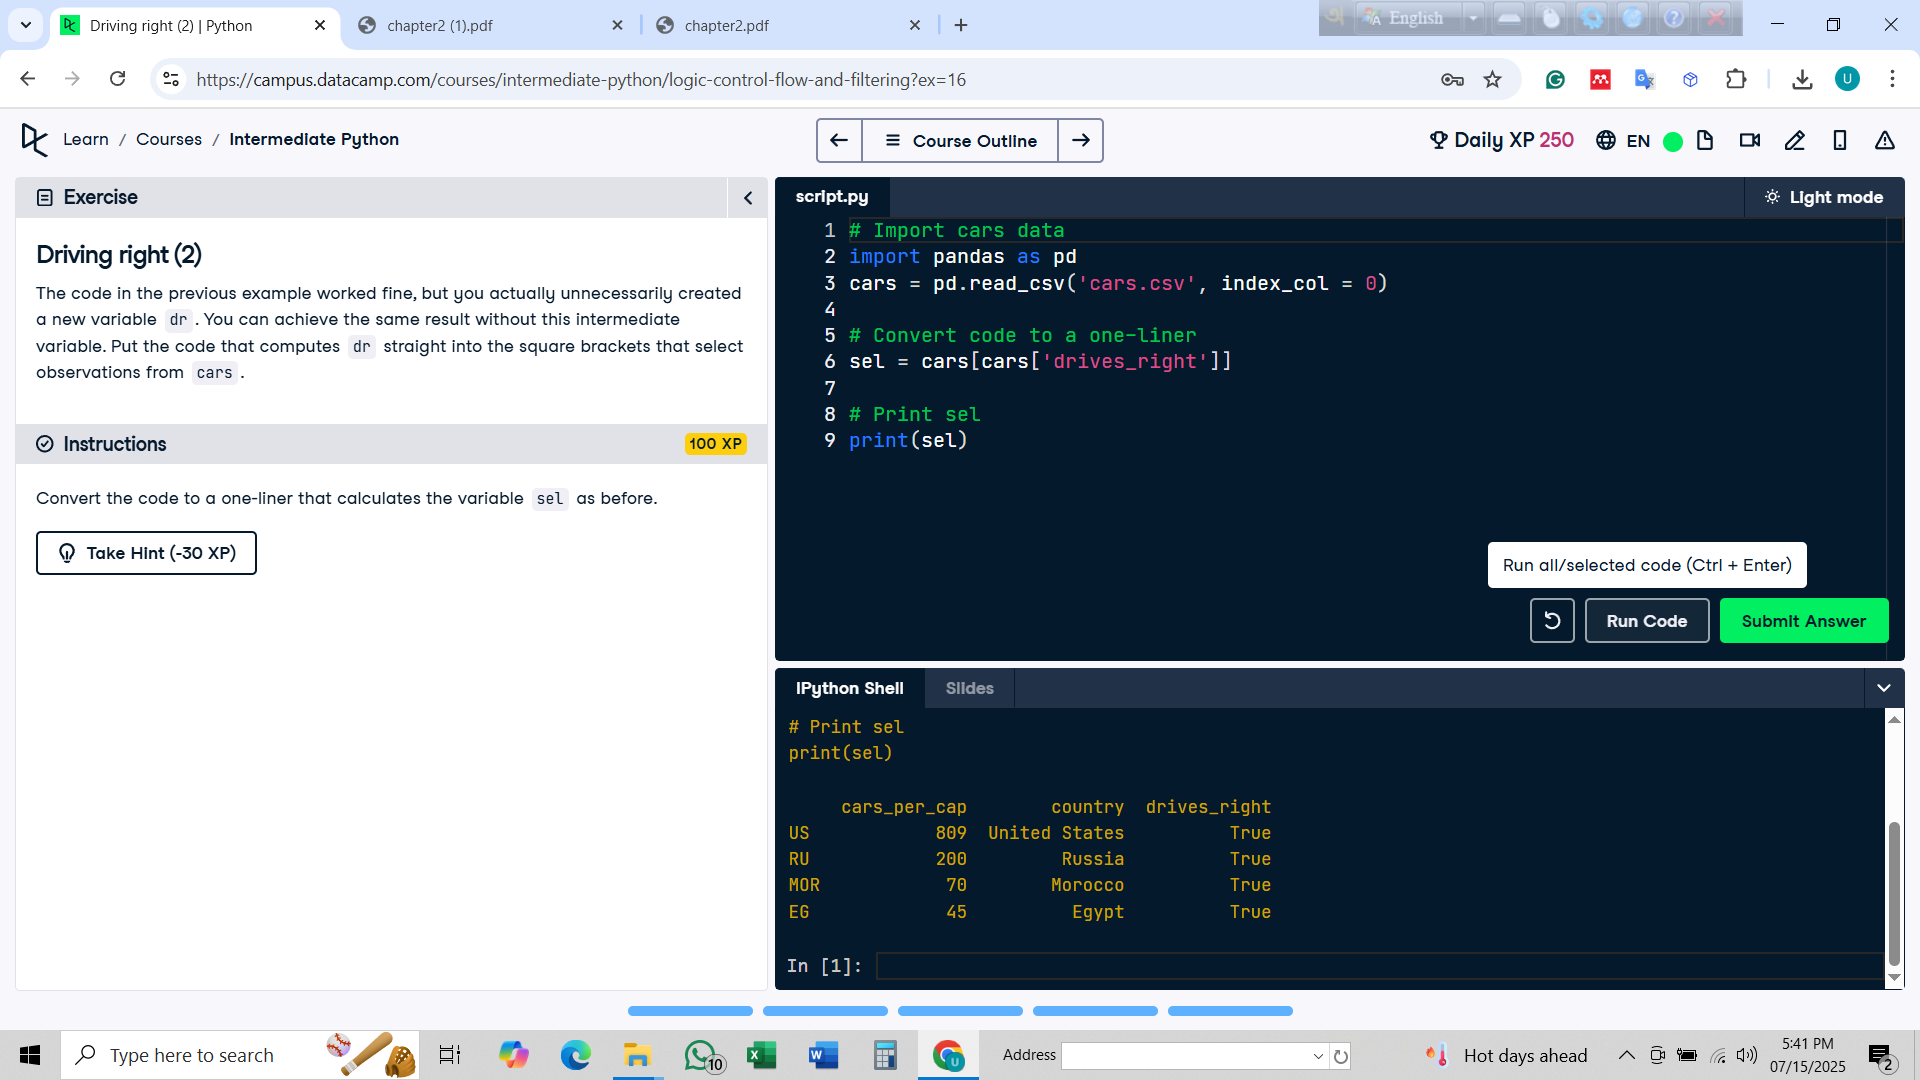 Driving right (2) | Python
chapter2 (1).pdf
chapter2.pdf
English
https://campus.datacamp.com/courses/intermediate-python/logic-control-flow-and-filtering?ex=16
U
Learn / Courses / Intermediate Python
Course Outline
Daily XP 250
EN
Exercise
Driving right (2)
The code in the previous example worked fine, but you actually unnecessarily created
a new variable dr. You can achieve the same result without this intermediate
variable. Put the code that computes dr straight into the square brackets that select
observations from cars.
Instructions
100 XP
Convert the code to a one-liner that calculates the variable sel as before.
Take Hint (-30 XP)
script.py
Light mode
1 # Import cars data
2 import pandas as pd
3 cars = pd.read_csv('cars.csv', index_col = 0)
4
5 # Convert code to a one-liner
6 sel = cars[cars['drives_right']]
7
8 # Print sel
9 print(sel)
Run all/selected code (Ctrl + Enter)
Run Code
Submit Answer
IPython Shell
Slides
# Print sel
print(sel)
cars_per_cap country drives_right
US 809 United States True
RU 200 Russia True
MOR 70 Morocco True
EG 45 Egypt True
In [1]:
Type here to search
10
U
Address
Hot days ahead
5:41 PM
07/15/2025
2